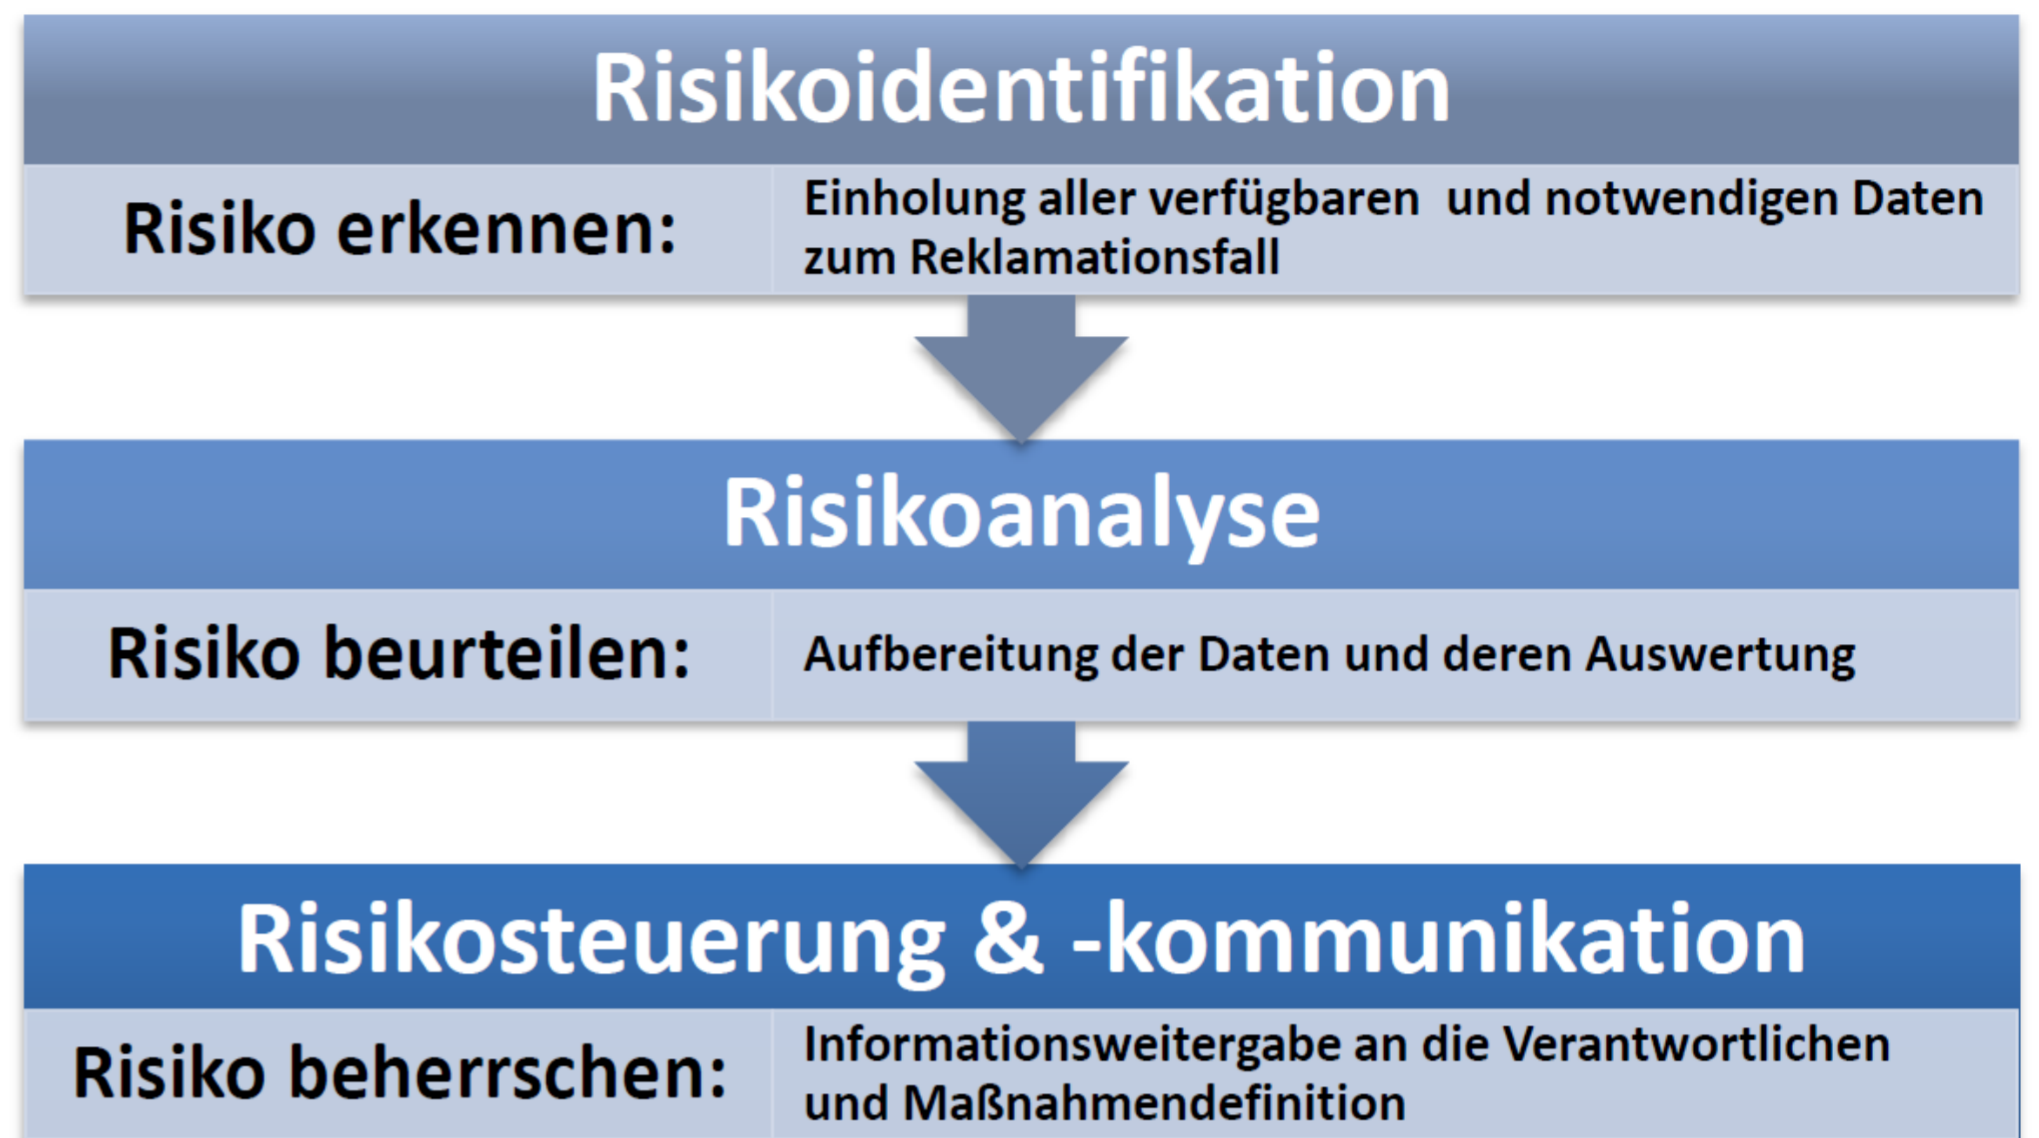 Risikoidentifikation
Risiko erkennen:
Einholung aller verfügbaren und notwendigen Daten
zum Reklamationsfall
Risikoanalyse
Risiko beurteilen:
Aufbereitung der Daten und deren Auswertung
Risikosteuerung & -kommunikation
Risiko beherrschen:
Informationsweitergabe an die Verantwortlichen
und Maßnahmendefinition